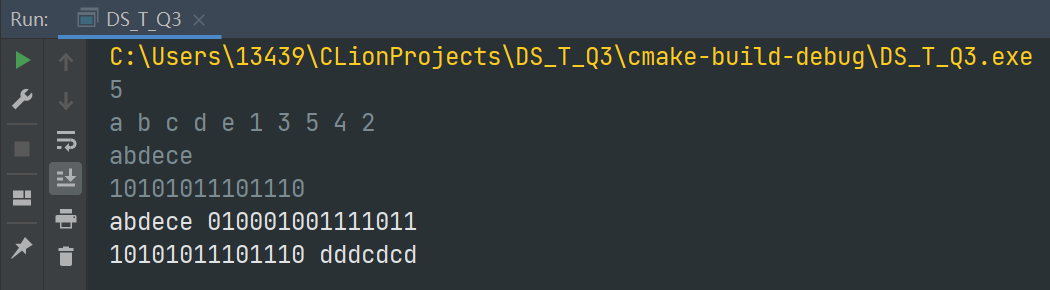 Run: DS_T_Q3
C:\Users\13439\CLionProjects\DS_T_Q3\cmake-build-debug\DS_T_Q3.exe
5
a b c d e 1 3 5 4 2
abdece
10101011101110
abdece 010001001111011
10101011101110 dddcdcd